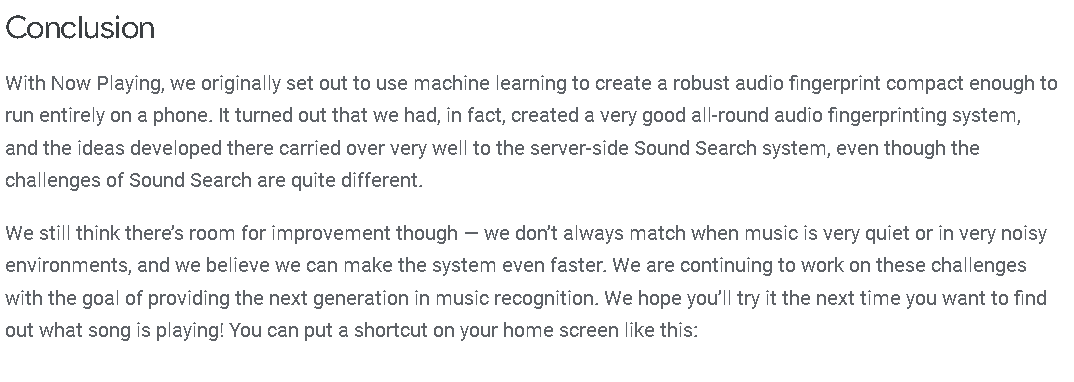 Conclusion
With Now Playing, we originally set out to use machine learning to create a robust audio fingerprint compact enough to
run entirely on a phone. It turned out that we had, in fact, created a very good all-round audio fingerprinting system,
and the ideas developed there carried over very well to the server-side Sound Search system, even though the
challenges of Sound Search are quite different.
We still think there’s room for improvement though — we don’t always match when music is very quiet or in very noisy
environments, and we believe we can make the system even faster. We are continuing to work on these challenges
with the goal of providing the next generation in music recognition. We hope you’ll try it the next time you want to find
out what song is playing! You can put a shortcut on your home screen like this: